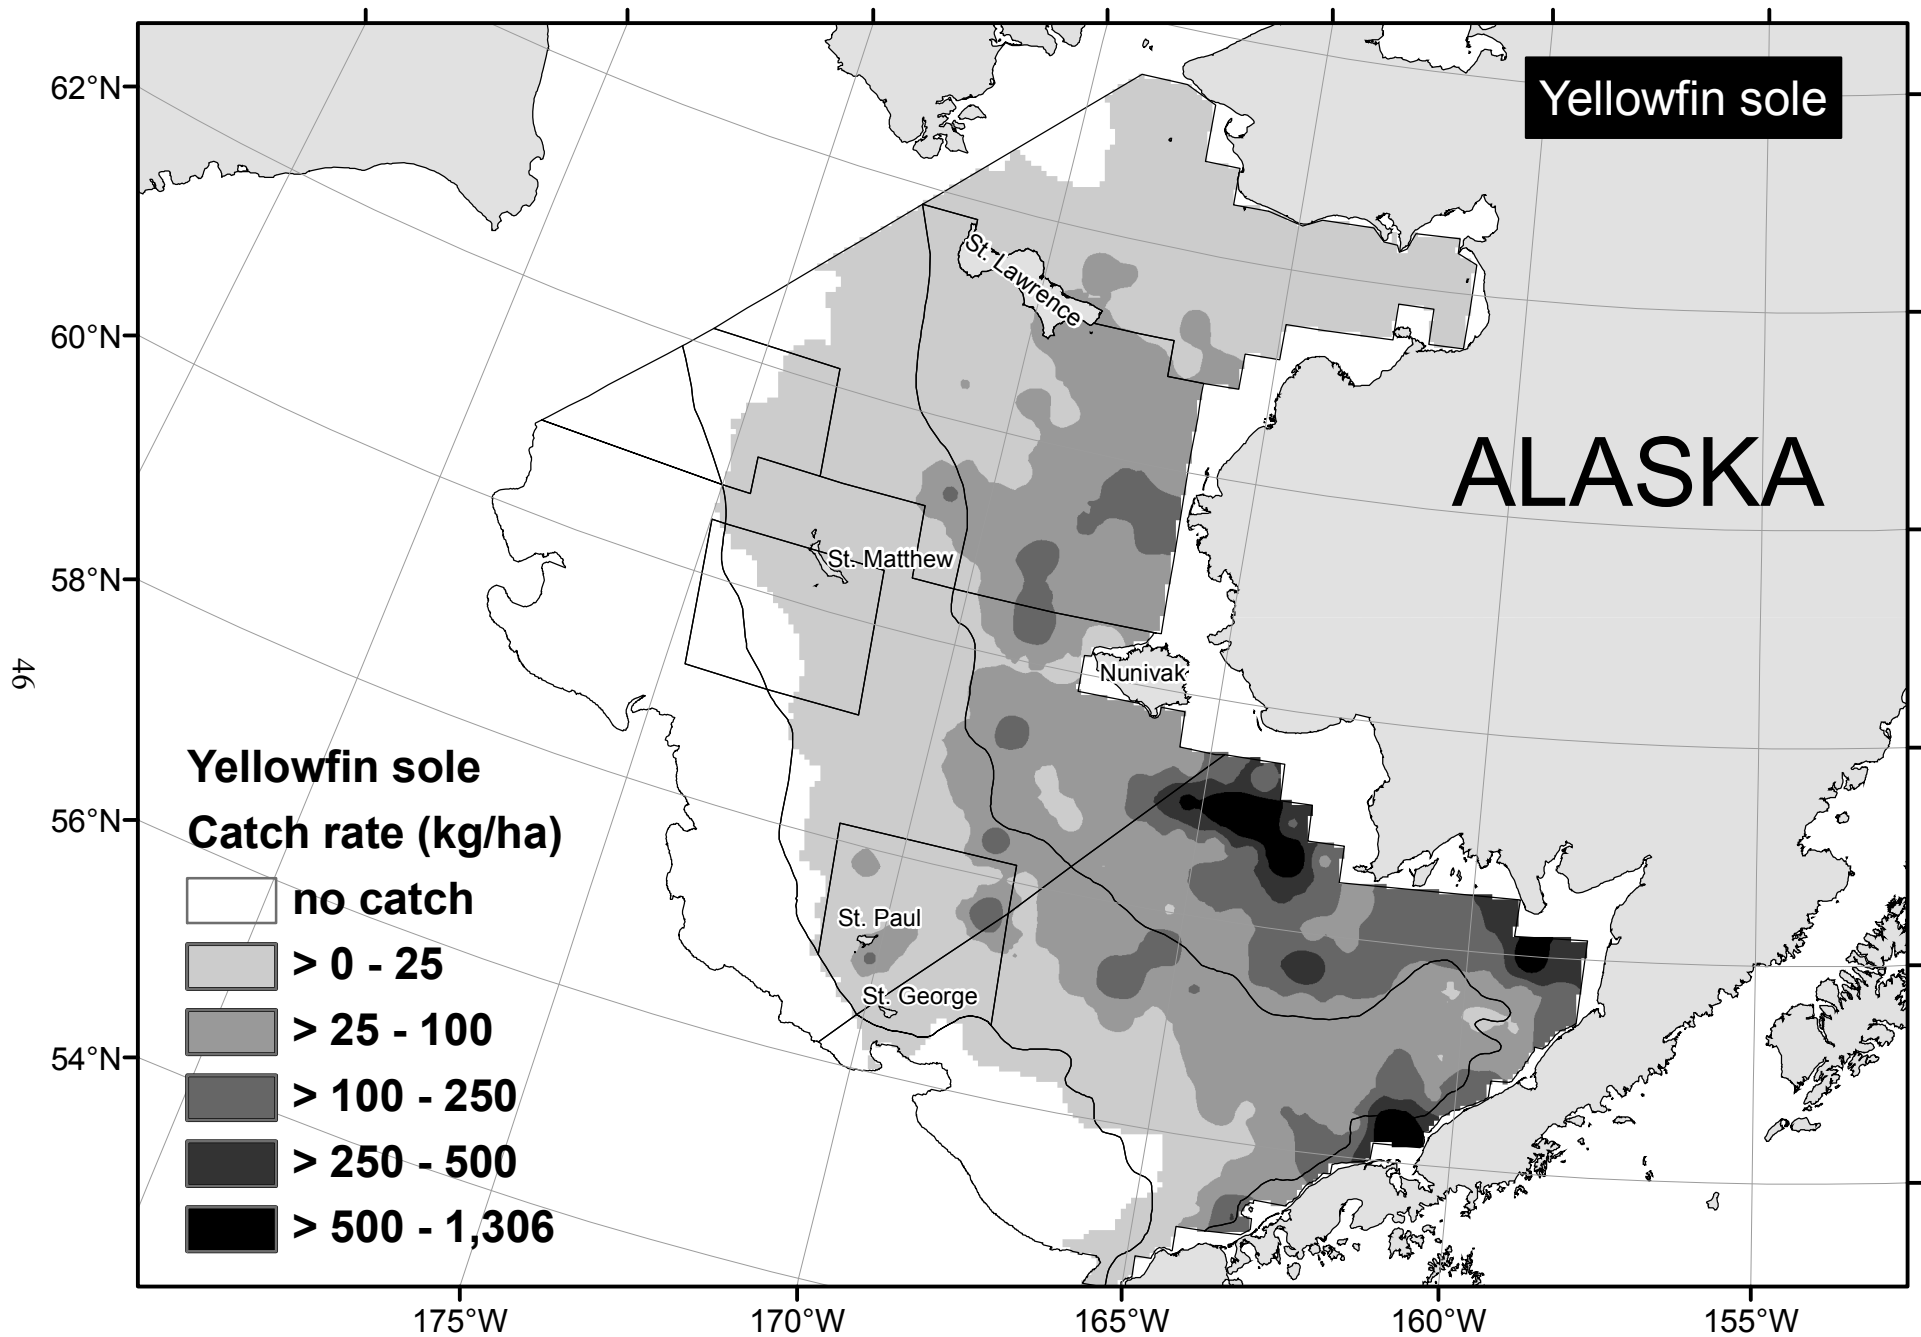 Yellowfin sole
62°N
60°N
58°N
56°N
54°N
ALASKA
St. Lawrence
St. Matthew
Nunivak
St. Paul
St. George
46
Yellowfin sole
Catch rate (kg/ha)
no catch
> 0 - 25
> 25 - 100
> 100 - 250
> 250 - 500
> 500 - 1,306
175°W
170°W
165°W
160°W
155°W